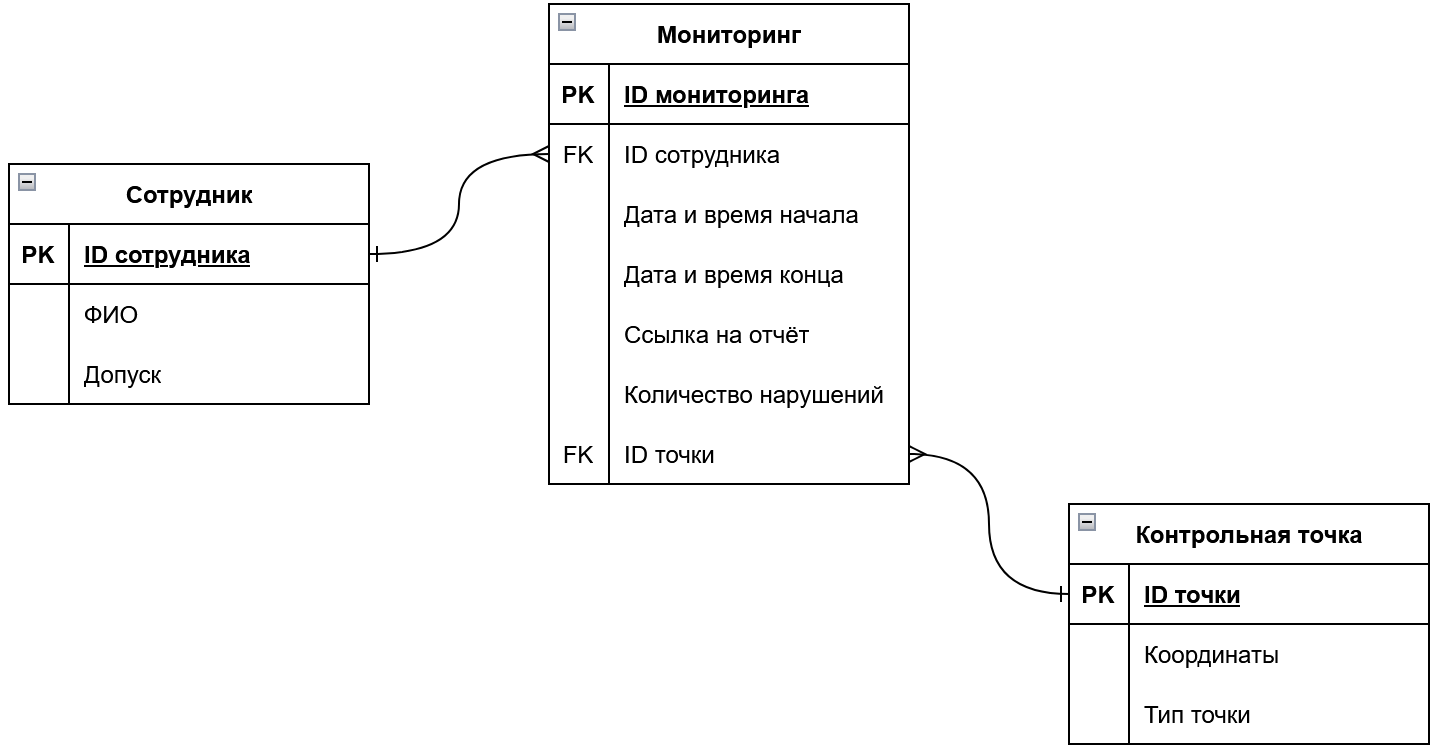 Мониторинг
PK ID мониторинга
FK ID сотрудника
Дата и время начала
Дата и время конца
Ссылка на отчёт
Количество нарушений
FK ID точки
Сотрудник
PK ID сотрудника
ФИО
Допуск
Контрольная точка
PK ID точки
Координаты
Тип точки